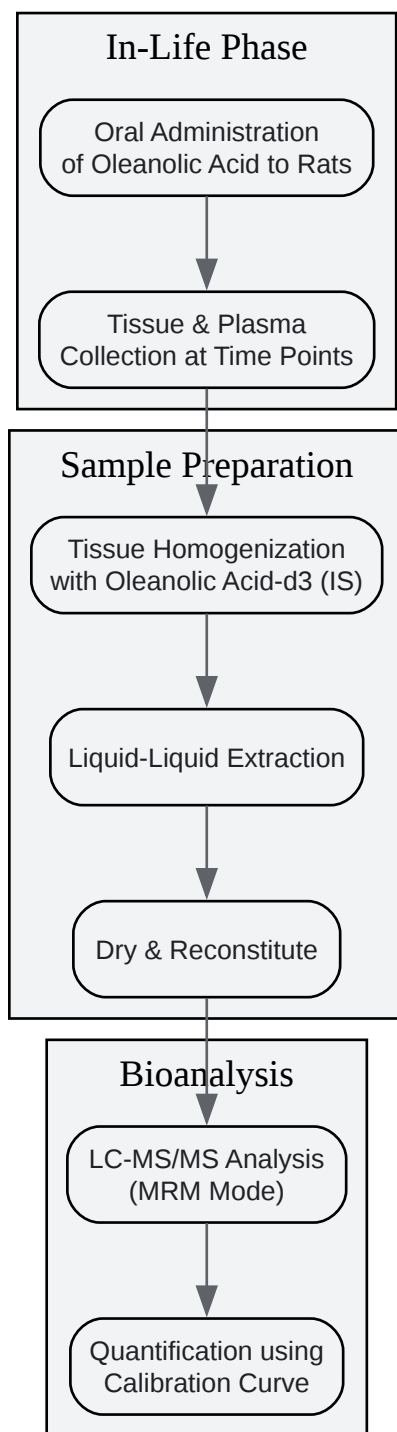 In-Life Phase
Oral Administration
of Oleanolic Acid to Rats
Tissue & Plasma
Collection at Time Points
Sample Preparation
Tissue Homogenization
with Oleanolic Acid-d3 (IS)
Liquid-Liquid Extraction
Dry & Reconstitute
Bioanalysis
LC-MS/MS Analysis
(MRM Mode)
Quantification using
Calibration Curve